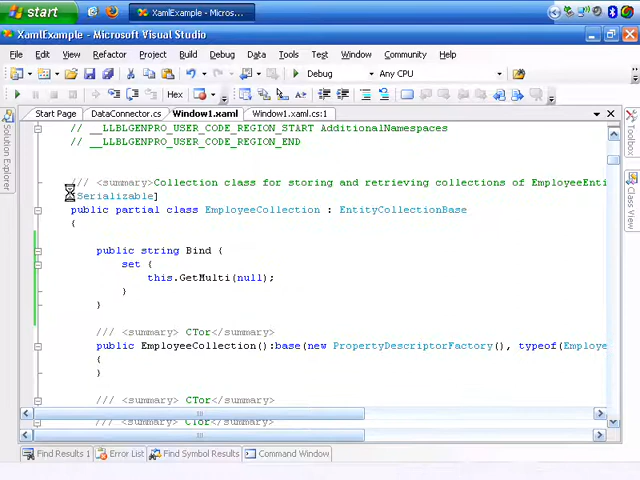 start
XamlExample - Micros...
XamlExample - Microsoft Visual Studio
File Edit View Refactor Project Build Debug Data Tools Test Window Community Help
Debug Any CPU
Hex
Start Page DataConnector.cs Window1.xaml Window1.xaml.cs:1
Solution Explorer
Toolbox
Class View
// __LLBLGENPRO_USER_CODE_REGION_START AdditionalNamespaces
// __LLBLGENPRO_USER_CODE_REGION_END
/// <summary>Collection class for storing and retrieving collections of EmployeeEnti
Serializable]
public partial class EmployeeCollection : EntityCollectionBase
{
public string Bind {
set {
this.GetMulti(null);
}
}
/// <summary> CTor</summary>
public EmployeeCollection():base(new PropertyDescriptorFactory(), typeof(Employe
{
}
/// <summary> CTor</summary>
/// <summary> CTor</summary>
Find Results 1 Error List Find Symbol Results Command Window